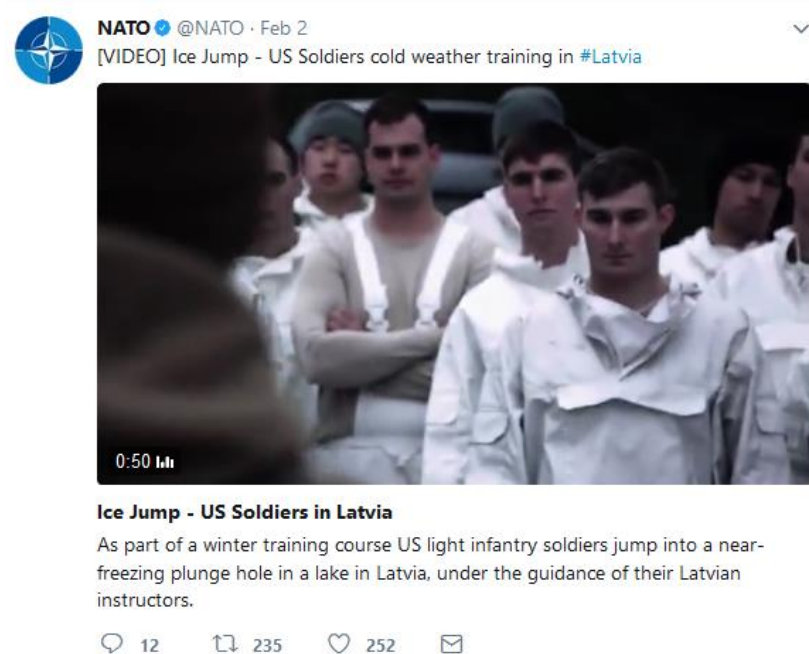 NATO @NATO · Feb 2
[VIDEO] Ice Jump - US Soldiers cold weather training in #Latvia
0:50
Ice Jump - US Soldiers in Latvia
As part of a winter training course US light infantry soldiers jump into a near-
freezing plunge hole in a lake in Latvia, under the guidance of their Latvian
instructors.
12 235 252